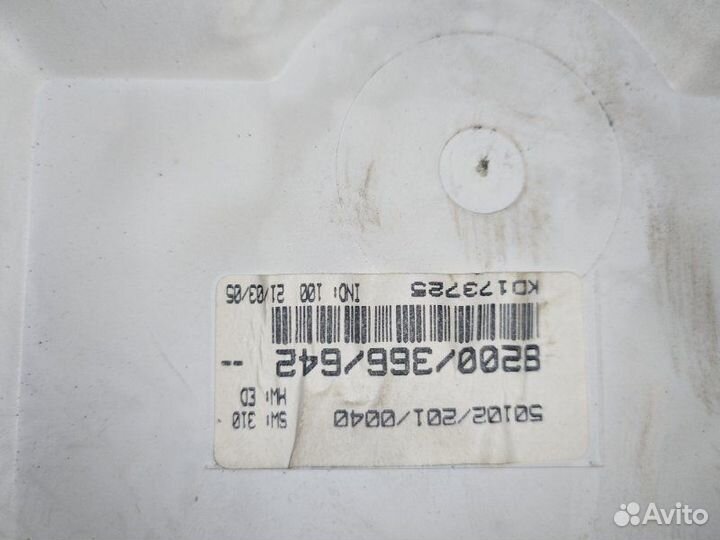 50102/201/0040 SW: 310
HW: ED
8200/366/642 --
KD173725 IND: 100 21/03/05
Avito